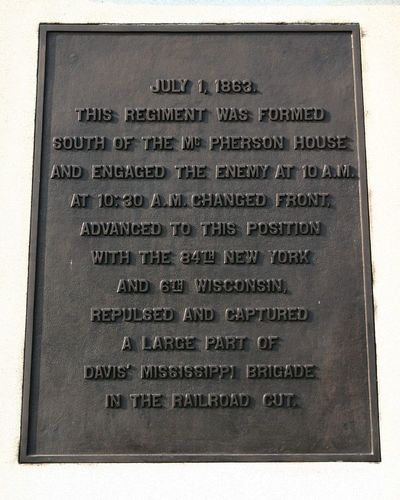 JULY 1, 1863.
THIS REGIMENT WAS FORMED
SOUTH OF THE Mc PHERSON HOUSE
AND ENGAGED THE ENEMY AT 10 A.M.
AT 10:30 A.M. CHANGED FRONT,
ADVANCED TO THIS POSITION
WITH THE 84TH NEW YORK
AND 6TH WISCONSIN,
REPULSED AND CAPTURED
A LARGE PART OF
DAVIS' MISSISSIPPI BRIGADE
IN THE RAILROAD CUT.